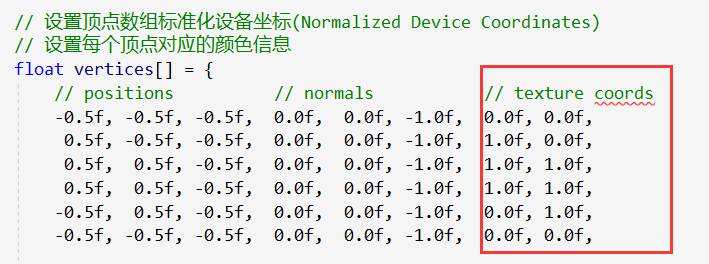 // 设置顶点数组标准化设备坐标(Normalized Device Coordinates)
// 设置每个顶点对应的颜色信息
float vertices[] = {
// positions // normals // texture coords
-0.5f, -0.5f, -0.5f, 0.0f, 0.0f, -1.0f, 0.0f, 0.0f,
0.5f, -0.5f, -0.5f, 0.0f, 0.0f, -1.0f, 1.0f, 0.0f,
0.5f, 0.5f, -0.5f, 0.0f, 0.0f, -1.0f, 1.0f, 1.0f,
0.5f, 0.5f, -0.5f, 0.0f, 0.0f, -1.0f, 1.0f, 1.0f,
-0.5f, 0.5f, -0.5f, 0.0f, 0.0f, -1.0f, 0.0f, 1.0f,
-0.5f, -0.5f, -0.5f, 0.0f, 0.0f, -1.0f, 0.0f, 0.0f,